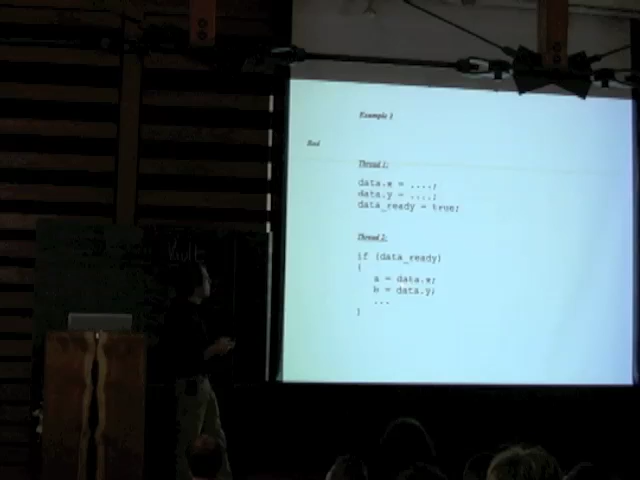 Example 1
Bad
Thread 1:
data.x = ....;
data.y = ....;
data_ready = true;
Thread 2:
if (data_ready)
{
a = data.x;
b = data.y;
...
}